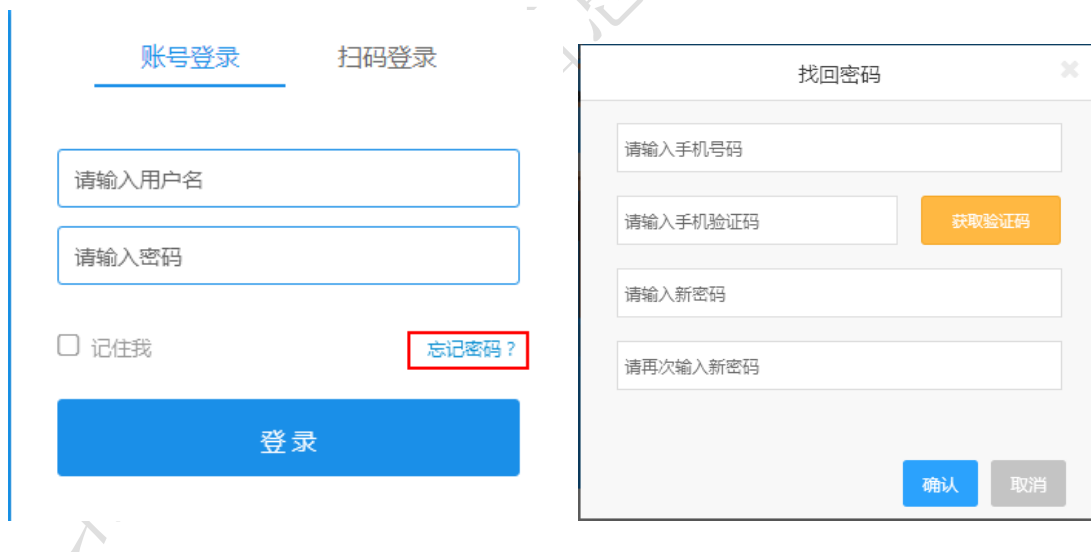 账号登录
扫码登录
请输入用户名
请输入密码
记住我
忘记密码？
登录
找回密码
请输入手机号码
请输入手机验证码
获取验证码
请输入新密码
请再次输入新密码
确认
取消